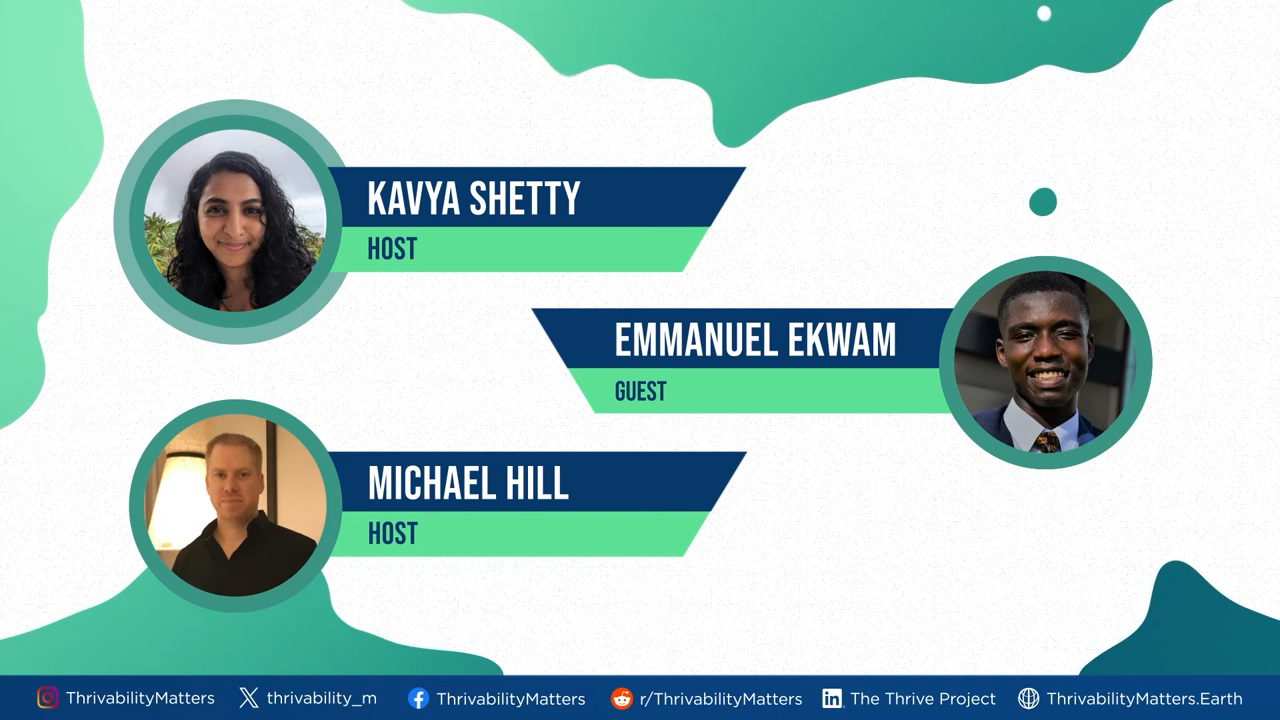 KAVYA SHETTY
HOST
EMMANUEL EKWAM
GUEST
MICHAEL HILL
HOST
ThrivabilityMatters thrivability_m ThrivabilityMatters r/ThrivabilityMatters The Thrive Project ThrivabilityMatters.Earth